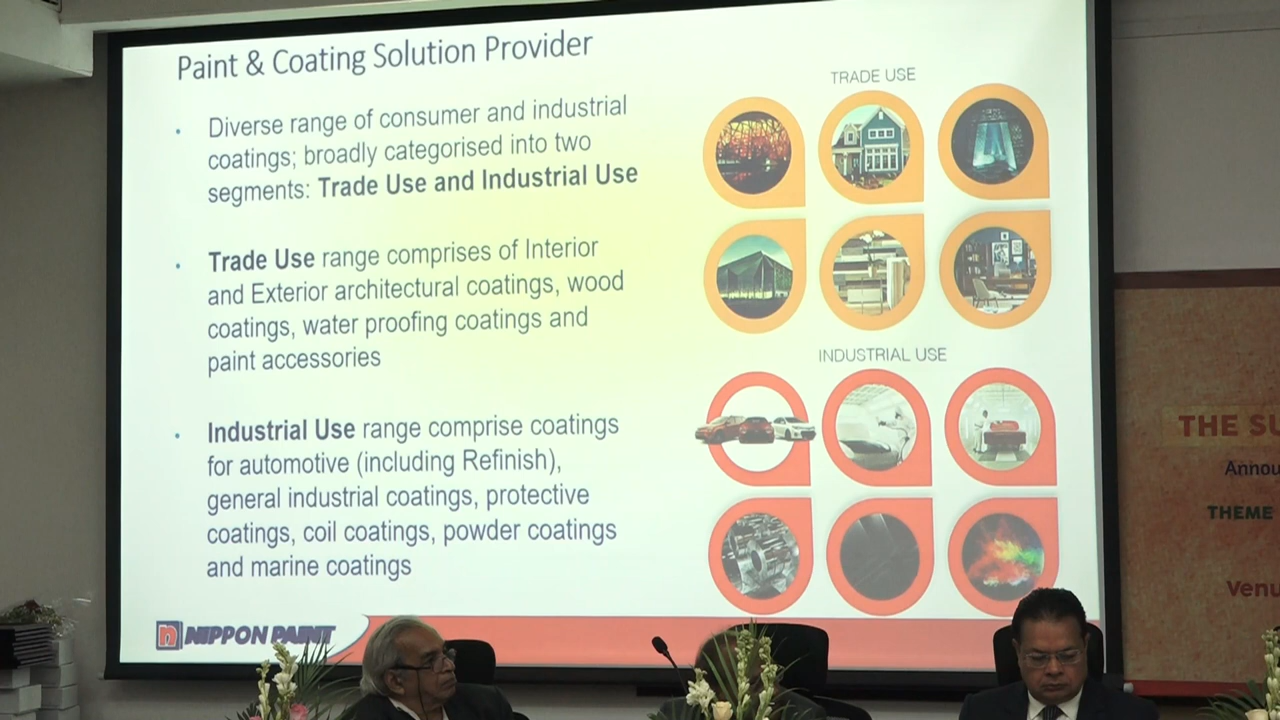 Paint & Coating Solution Provider
• Diverse range of consumer and industrial
coatings; broadly categorised into two
segments: Trade Use and Industrial Use
• Trade Use range comprises of Interior
and Exterior architectural coatings, wood
coatings, water proofing coatings and
paint accessories
• Industrial Use range comprise coatings
for automotive (including Refinish),
general industrial coatings, protective
coatings, coil coatings, powder coatings
and marine coatings
n NIPPON PAINT
TRADE USE
INDUSTRIAL USE
THE SU
Annou
THEME
Venu